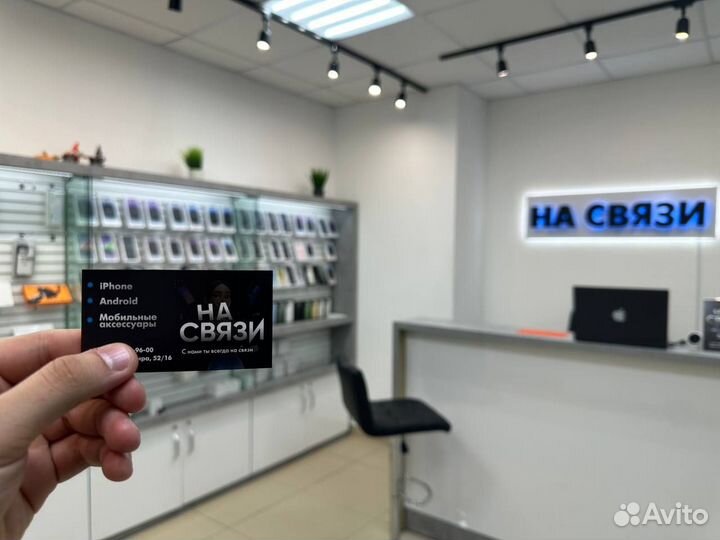 НА СВЯЗИ
iPhone
Android
Мобильные
аксессуары
НА
СВЯЗИ
С нами ты всегда на связи
96-00
52/16
Avito